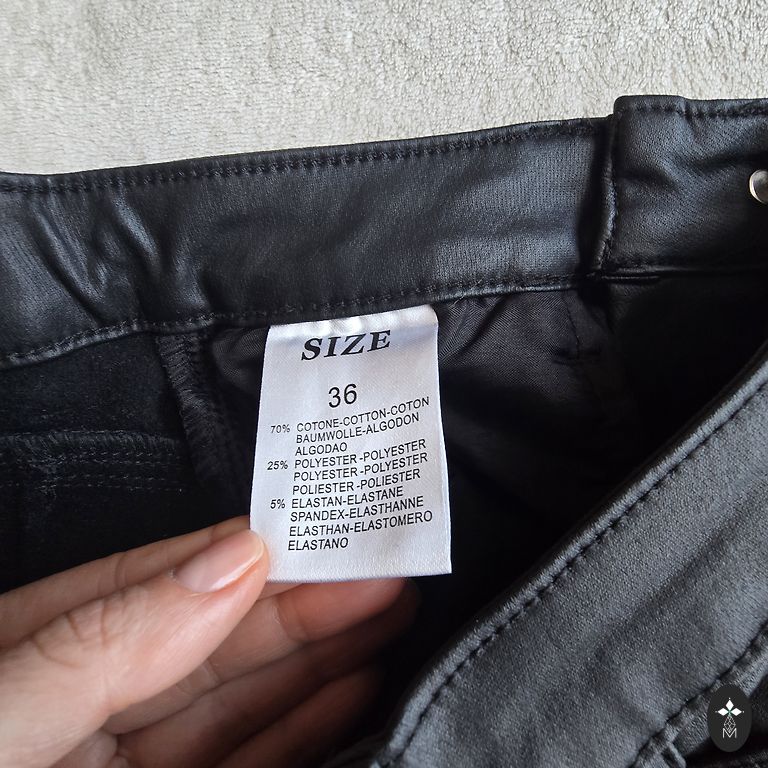 SIZE
36
70% COTONE-COTTON-COTON
BAUMWOLLE-ALGODON
ALGODAO
25% POLYESTER-POLYESTER
POLYESTER-POLYESTER
POLIESTER-POLIESTER
5% ELASTAN-ELASTANE
SPANDEX-ELASTHANNE
ELASTHAN-ELASTOMERO
ELASTANO
M